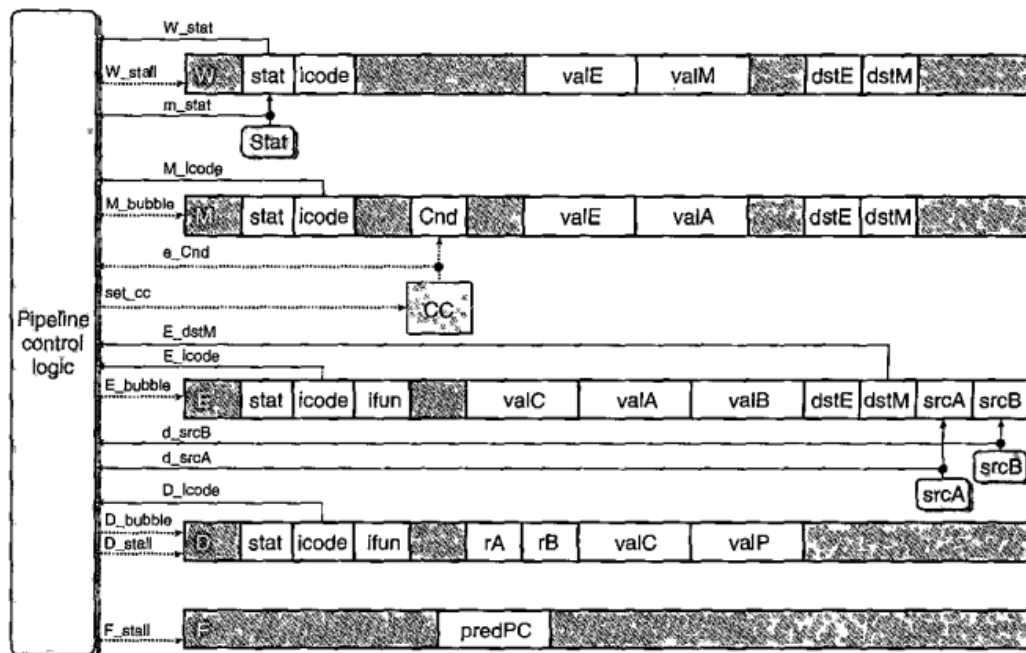 W_stat
W_stall
W stat icode valE valM dstE dstM
m_stat
Stat
M_icode
M_bubble
M stat icode Cnd valE valA dstE dstM
e_Cnd
set_cc
CC
Pipeline
control
logic
E_dstM
E_icode
E_bubble
E stat icode ifun valC valA valB dstE dstM srcA srcB
d_srcB
srcB
d_srcA
srcA
D_icode
D_bubble
D_stall
D stat icode ifun rA rB valC valP
F_stall
F predPC